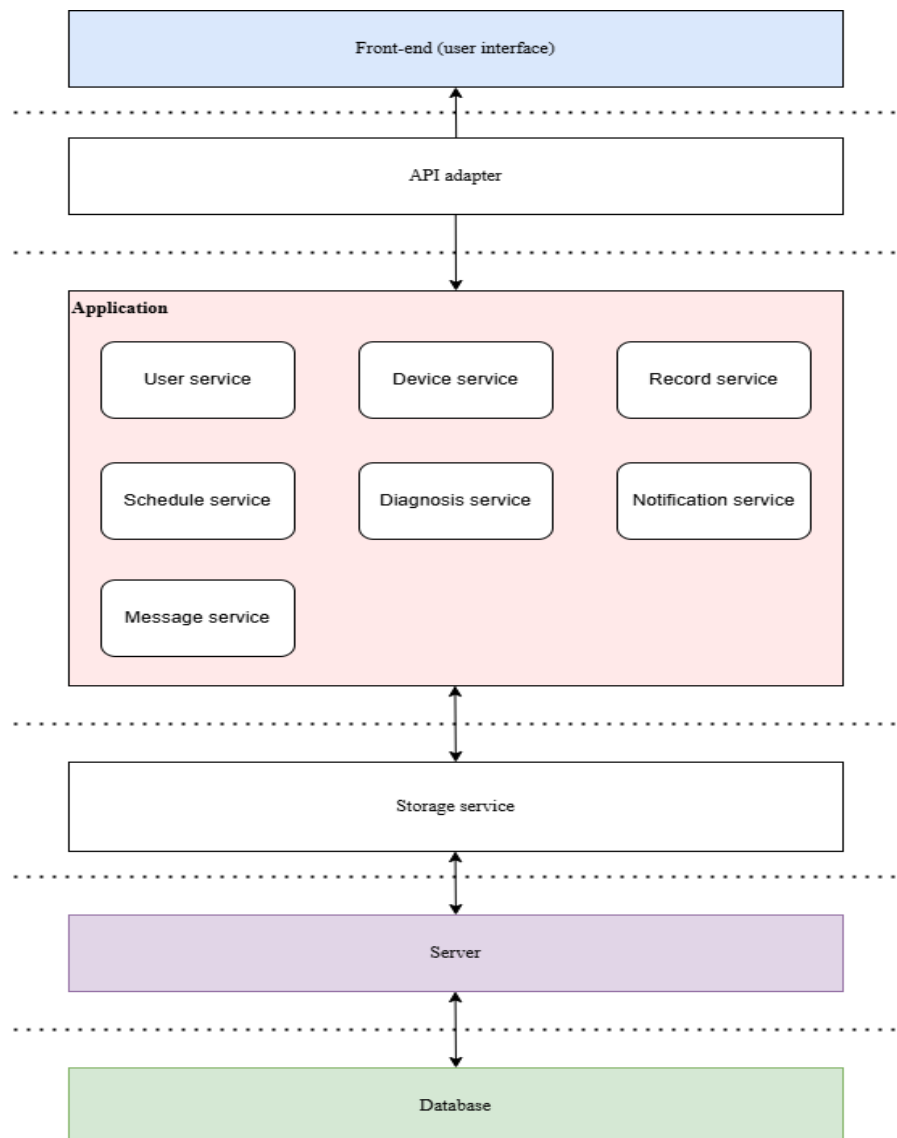 Front-end (user interface)
API adapter
Application
User service
Device service
Record service
Schedule service
Diagnosis service
Notification service
Message service
Storage service
Server
Database